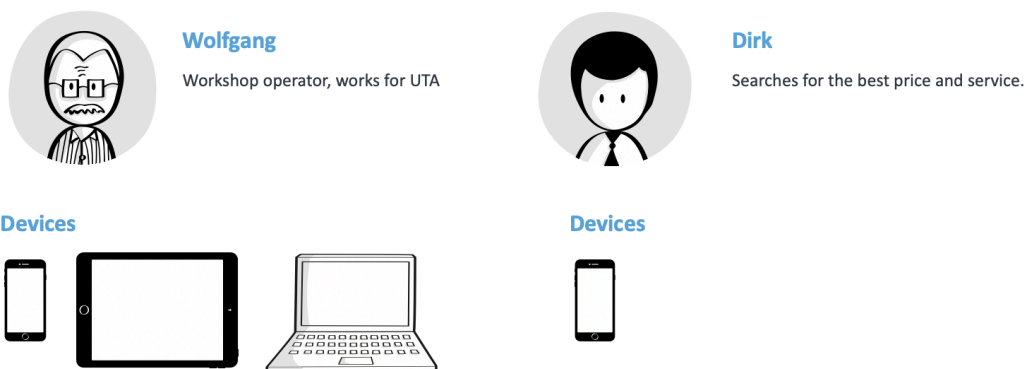 Wolfgang
Workshop operator, works for UTA
Dirk
Searches for the best price and service.
Devices
Devices